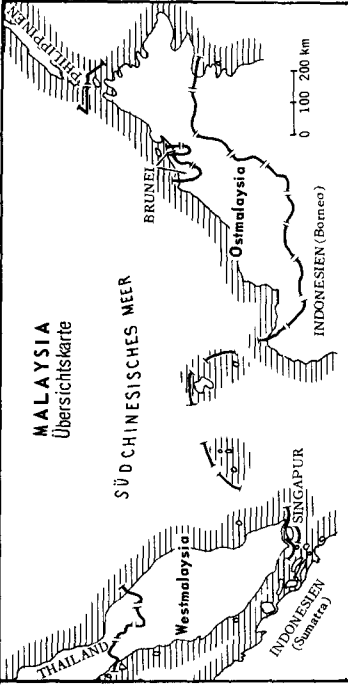 MALAYSIA
Übersichtskarte
SÜDCHINESISCHES MEER
PHILIPPINEN
BRUNEI
Ostmalaysia
0 100 200 km
INDONESIEN (Borneo)
THAILAND
Westmalaysia
SINGAPUR
INDONESIEN
(Sumatra)